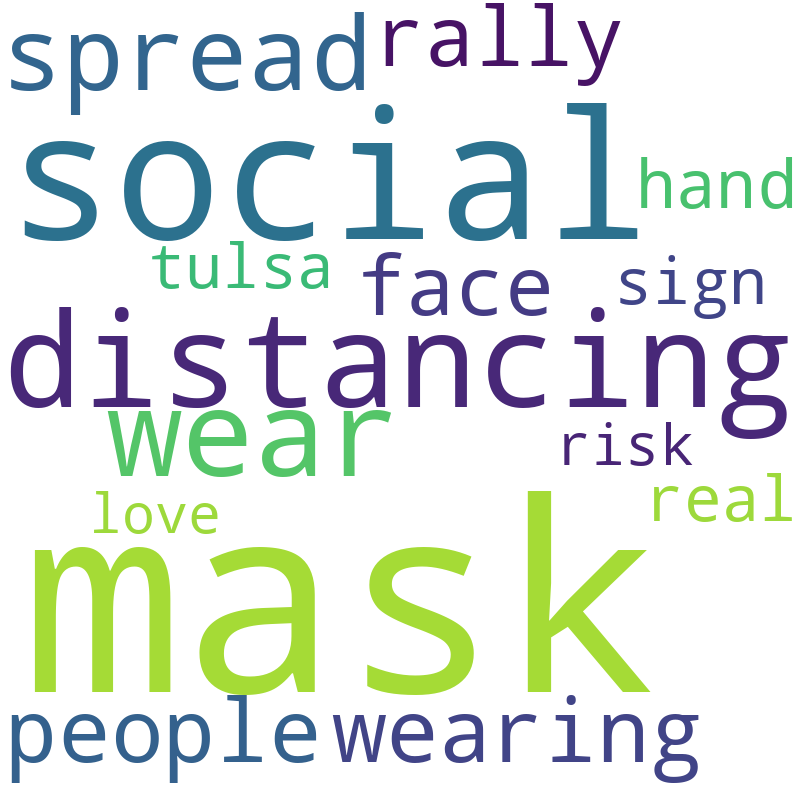 spread rally
social
hand
tulsa face sign
distancing
wear risk
love real
mask
people wearing